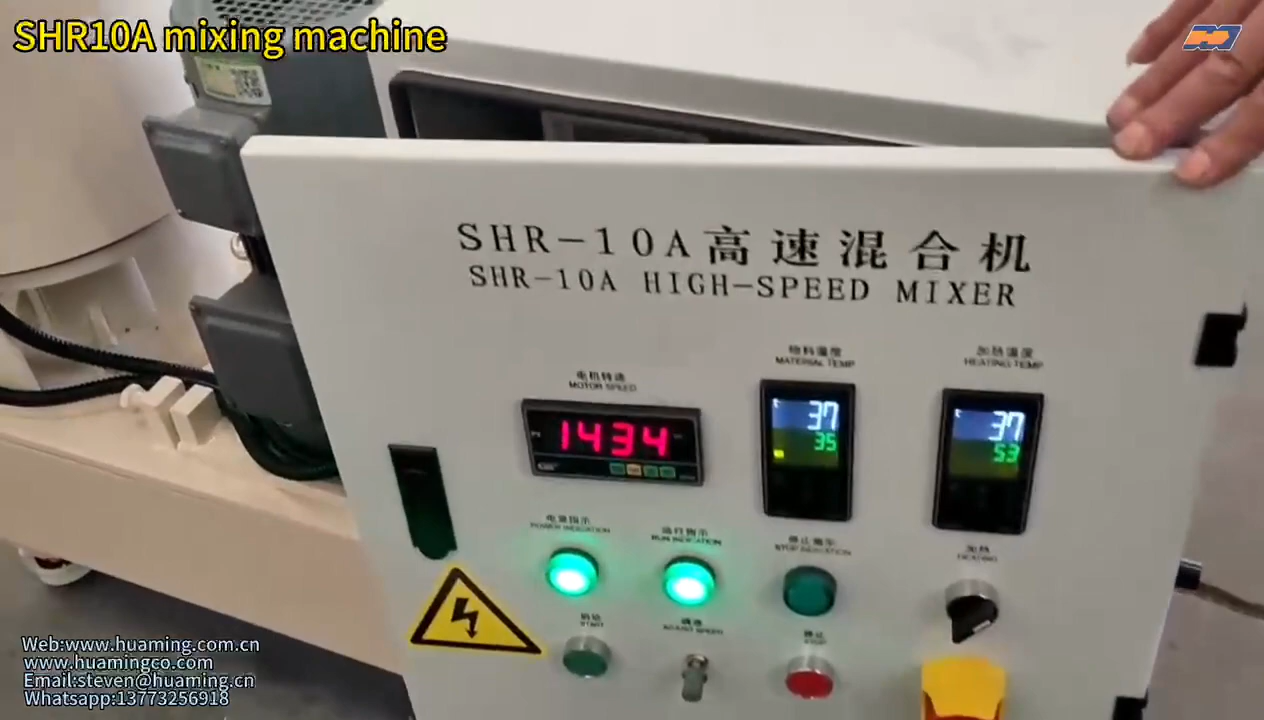 SHR10A mixing machine
SHR-10A高速混合机
SHR-10A HIGH-SPEED MIXER
物料温度
MATERIAL TEMP
加热温度
HEATING TEMP
电机转速
MOTOR SPEED
1434
37
35
37
53
电源指示
POWER INDICATION
运行指示
RUN INDICATION
停止指示
STOP INDICATION
加热
HEATING
启动
START
调速
ADJUST SPEED
停止
STOP
Web:www.huaming.com.cn
www.huamingco.com
Email:steven@huaming.cn
Whatsapp:13773256918